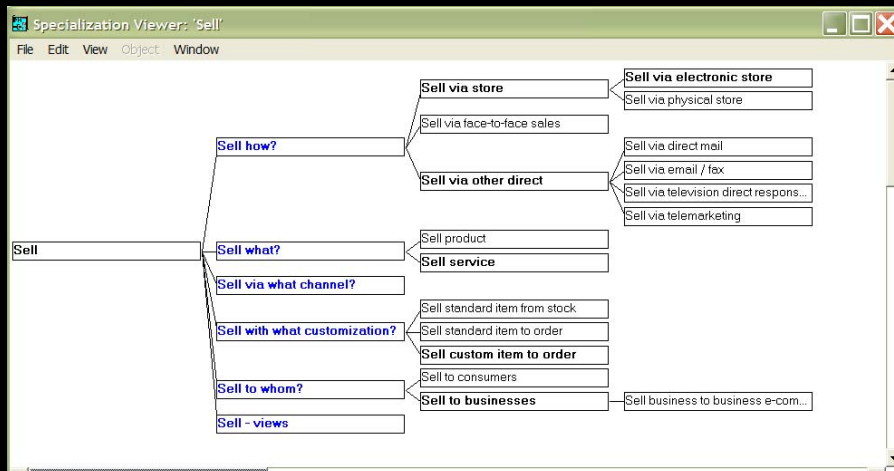 Specialization Viewer: 'Sell'
File Edit View Object Window
Sell via electronic store
Sell via store
Sell via physical store
Sell via face-to-face sales
Sell how?
Sell via direct mail
Sell via email / fax
Sell via other direct
Sell via television direct respons...
Sell via telemarketing
Sell product
Sell
Sell what?
Sell service
Sell via what channel?
Sell standard item from stock
Sell with what customization?
Sell standard item to order
Sell custom item to order
Sell to consumers
Sell to whom?
Sell to businesses
Sell business to business e-com...
Sell - views